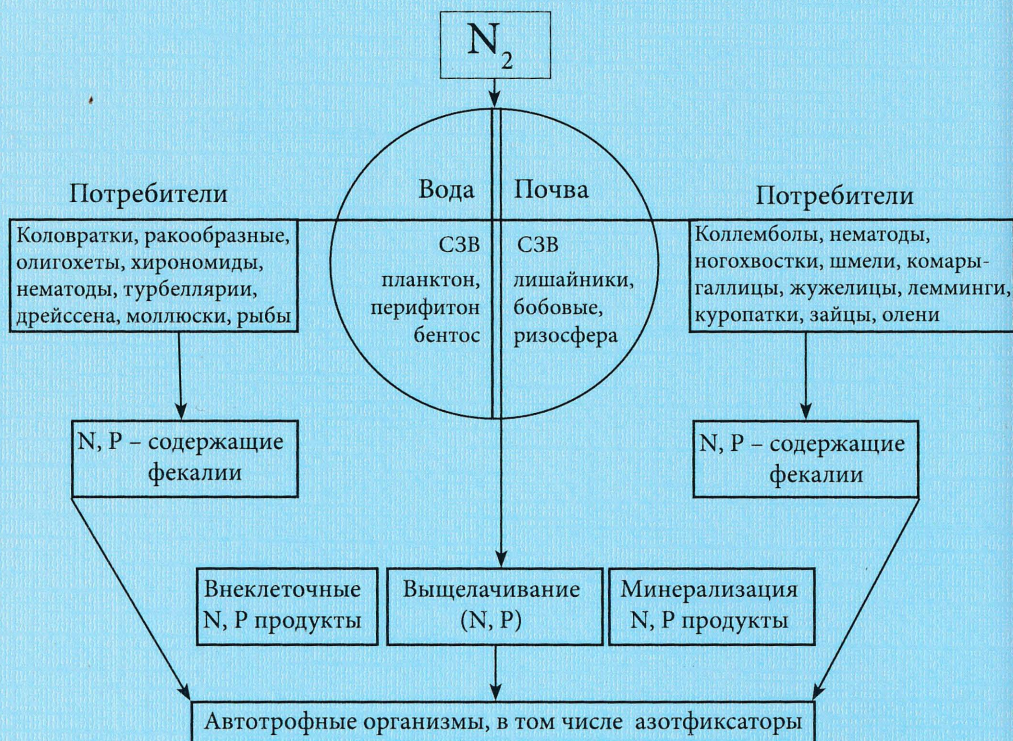 N₂
Потребители
Коловратки, ракообразные,
олигохеты, хирономиды,
нематоды, турбеллярии,
дрейссена, моллюски, рыбы
Вода
СЗВ
планктон,
перифитон
бентос
Почва
СЗВ
лишайники,
бобовые,
ризосфера
Потребители
Коллемболы, нематоды,
ногохвостки, шмели, комары-
галлицы, жужелицы, лемминги,
куропатки, зайцы, олени
N, P – содержащие
фекалии
N, P – содержащие
фекалии
Внеклеточные
N, P продукты
Выщелачивание
(N, P)
Минерализация
N, P продукты
Автотрофные организмы, в том числе азотфиксаторы